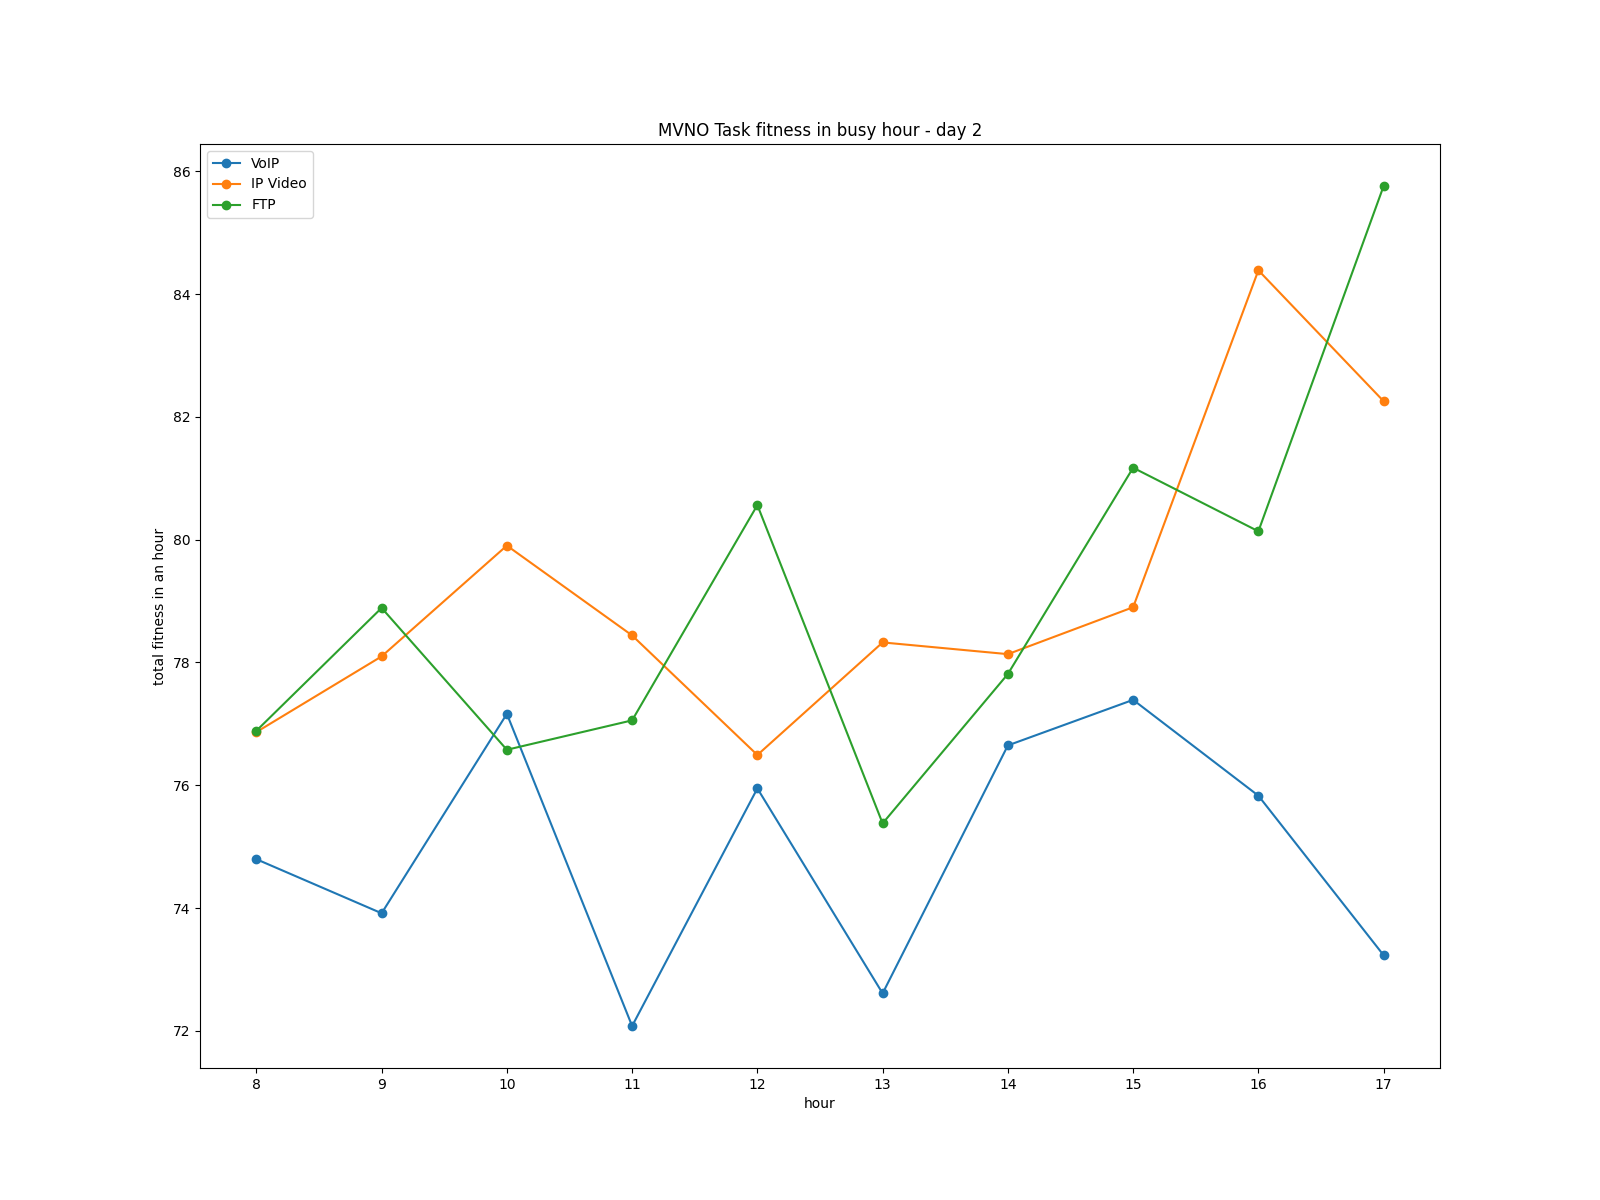 MVNO Task fitness in busy hour - day 2
VoIP
IP Video
FTP
86
84
82
80
78
76
74
72
total fitness in an hour
8 9 10 11 12 13 14 15 16 17
hour